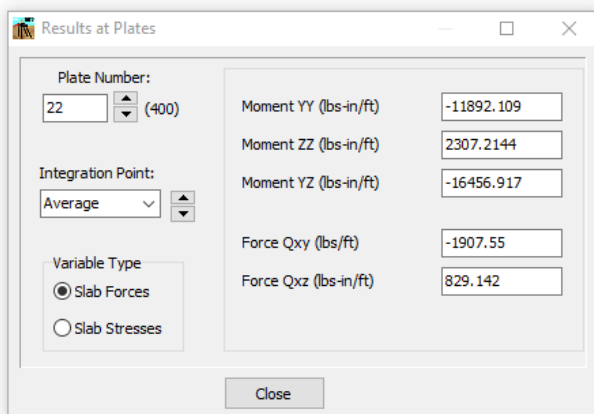 Results at Plates
Plate Number:
22 (400)
Integration Point:
Average
Variable Type
Slab Forces
Slab Stresses
Moment YY (lbs-in/ft) -11892.109
Moment ZZ (lbs-in/ft) 2307.2144
Moment YZ (lbs-in/ft) -16456.917
Force Qxy (lbs/ft) -1907.55
Force Qxz (lbs-in/ft) 829.142
Close